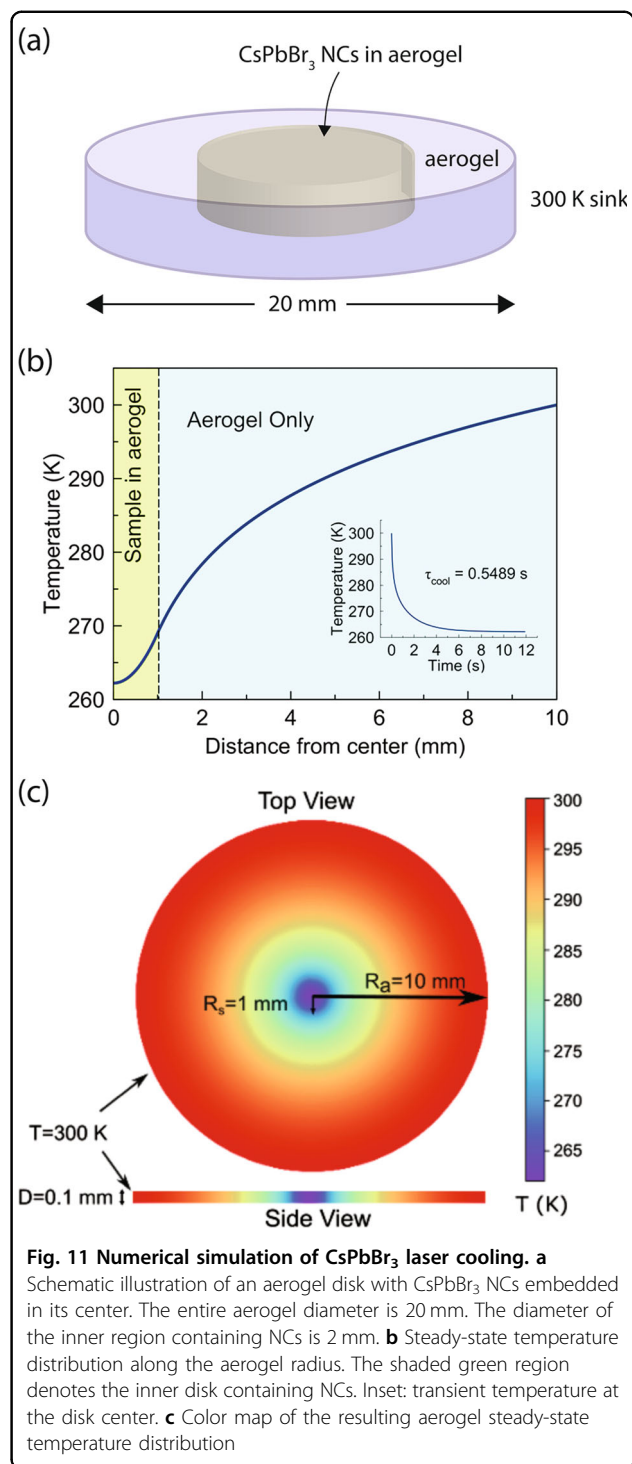 (a)
CsPbBr₃ NCs in aerogel
aerogel
300 K sink
20 mm
(b)
Temperature (K)
300
290
280
270
260
Sample in aerogel
Aerogel Only
Temperature (K)
300
290
280
270
260
τcool = 0.5489 s
0 2 4 6 8 10 12
Time (s)
0 2 4 6 8 10
Distance from center (mm)
(c)
Top View
Rₛ=1 mm
Rₐ=10 mm
T=300 K
D=0.1 mm
Side View
300
295
290
285
280
275
270
265
T (K)
Fig. 11 Numerical simulation of CsPbBr₃ laser cooling. a
Schematic illustration of an aerogel disk with CsPbBr₃ NCs embedded
in its center. The entire aerogel diameter is 20 mm. The diameter of
the inner region containing NCs is 2 mm. b Steady-state temperature
distribution along the aerogel radius. The shaded green region
denotes the inner disk containing NCs. Inset: transient temperature at
the disk center. c Color map of the resulting aerogel steady-state
temperature distribution